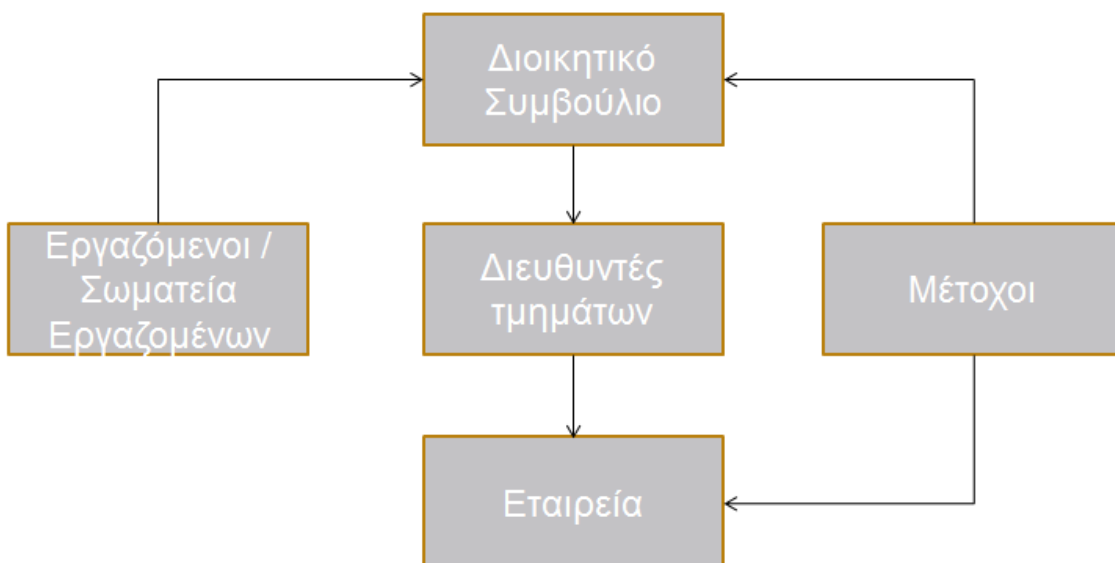 Διοικητικό
Συμβούλιο
Εργαζόμενοι /
Σωματεία
Εργαζομένων
Διευθυντές
τμημάτων
Μέτοχοι
Εταιρεία